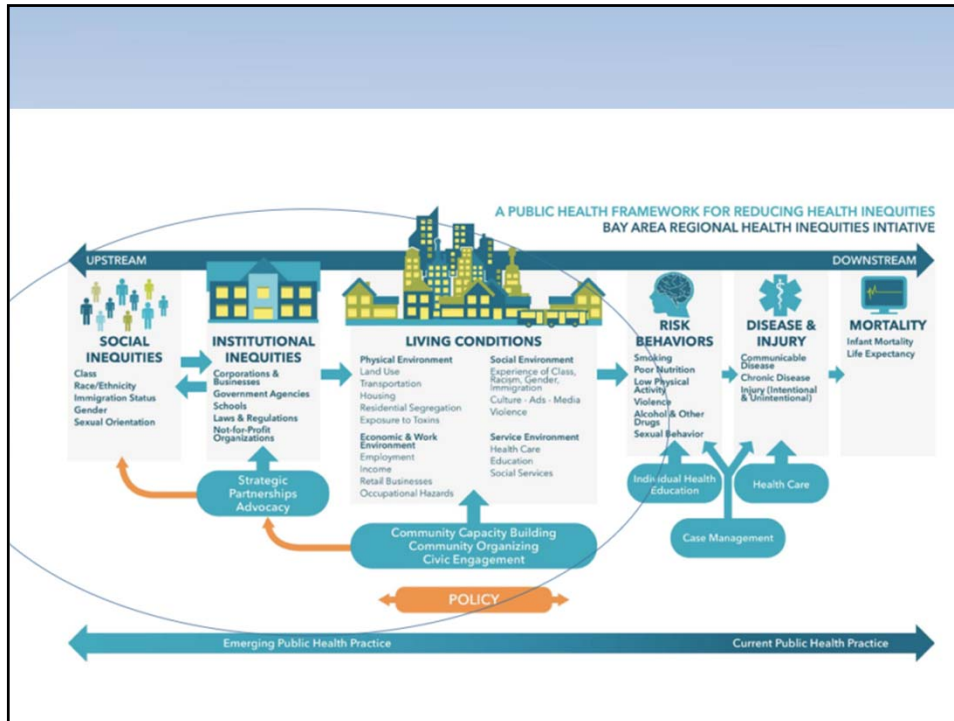 A PUBLIC HEALTH FRAMEWORK FOR REDUCING HEALTH INEQUITIES
BAY AREA REGIONAL HEALTH INEQUITIES INTIATIVE
UPSTREAM
DOWNSTREAM
SOCIAL
INEQUITIES
Class
Race/Ethnicity
Immigration Status
Gender
Sexual Orientation
INSTITUTIONAL
INEQUITIES
Corporations &
Businesses
Government Agencies
Schools
Laws & Regulations
Not-for-Profit
Organizations
LIVING CONDITIONS
Physical Environment
Land Use
Transportation
Housing
Residential Segregation
Exposure to Toxins
Economic & Work
Environment
Employment
Income
Retail Businesses
Occupational Hazards
Social Environment
Experience of Class,
Racism, Gender,
Immigration
Culture - Ads - Media
Violence
Service Environment
Health Care
Education
Social Services
RISK
BEHAVIORS
Smoking
Poor Nutrition
Low Physical
Activity
Violence
Alcohol & Other
Drugs
Sexual Behavior
DISEASE &
INJURY
Communicable
Disease
Chronic Disease
Injury (Intentional
& Unintentional)
MORTALITY
Infant Mortality
Life Expectancy
Strategic
Partnerships
Advocacy
Community Capacity Building
Community Organizing
Civic Engagement
Individual Health
Education
Health Care
Case Management
POLICY
Emerging Public Health Practice
Current Public Health Practice